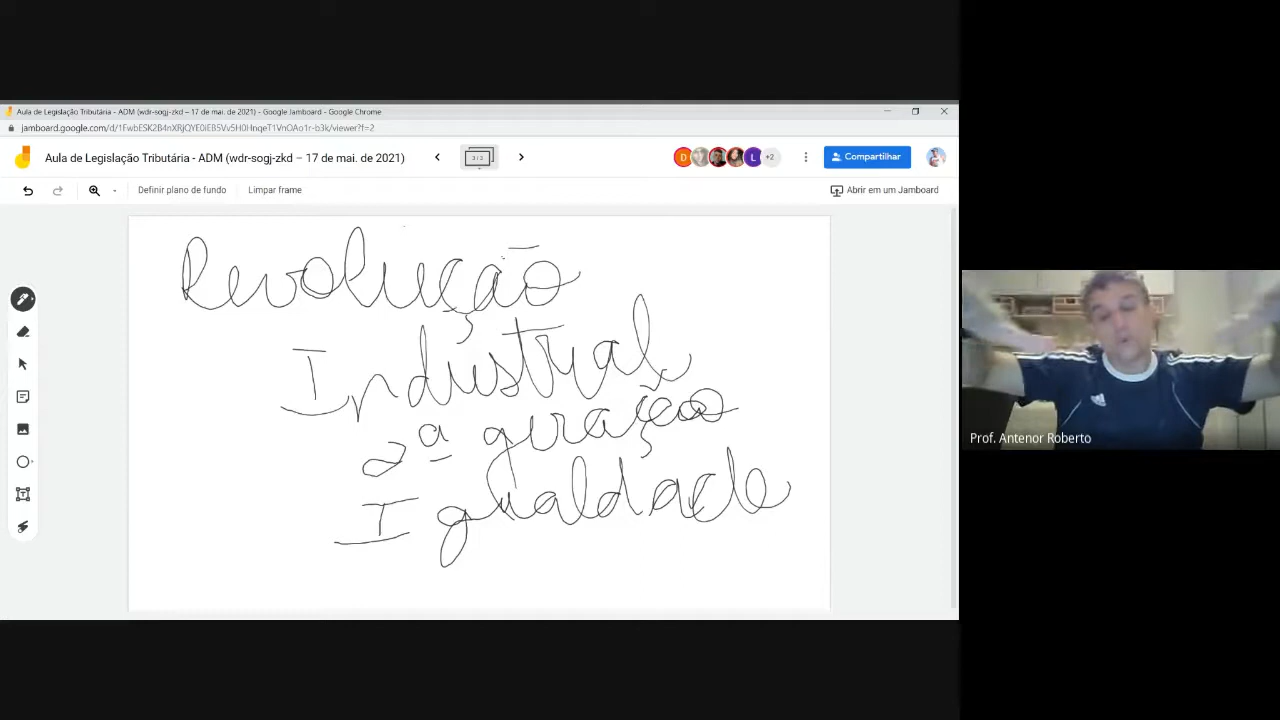 Aula de Legislação Tributária - ADM (wdr-sogj-zkd – 17 de mai. de 2021) - Google Jamboard - Google Chrome
Aula de Legislação Tributária - ADM (wdr-sogj-zkd – 17 de mai. de 2021)
D
L
+2
Compartilhar
Definir plano de fundo
Limpar frame
Abrir em um Jamboard
Revolução
Industrial
2ª geração
Igualdade
Prof. Antenor Roberto